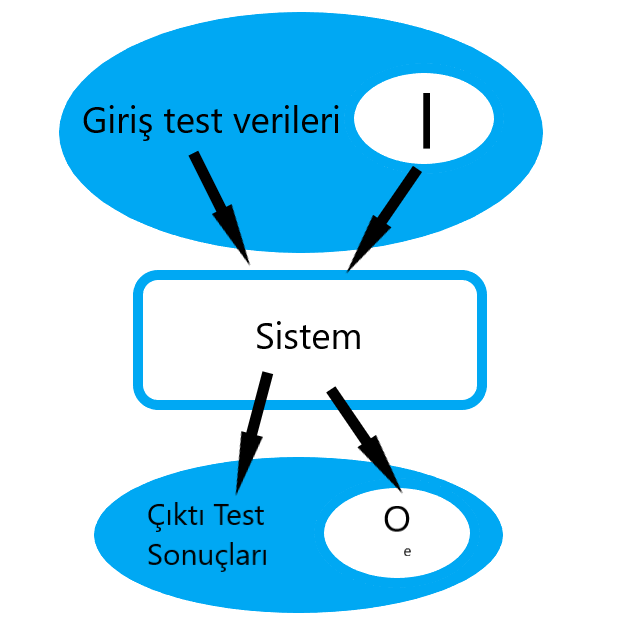 Giriş test verileri
I
Sistem
Çıktı Test
Sonuçları
O
e